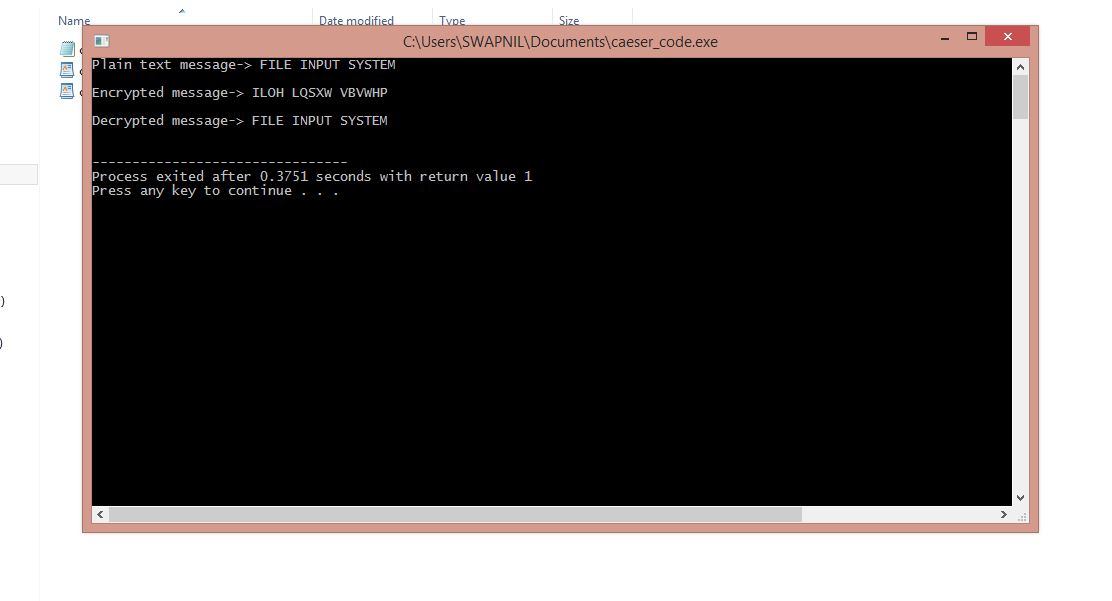 Name Date modified Type Size
C:\Users\SWAPNIL\Documents\caeser_code.exe
Plain text message-> FILE INPUT SYSTEM
Encrypted message-> ILOH LQSXW VBVWHP
Decrypted message-> FILE INPUT SYSTEM
--------------------------------
Process exited after 0.3751 seconds with return value 1
Press any key to continue . . .
)
)